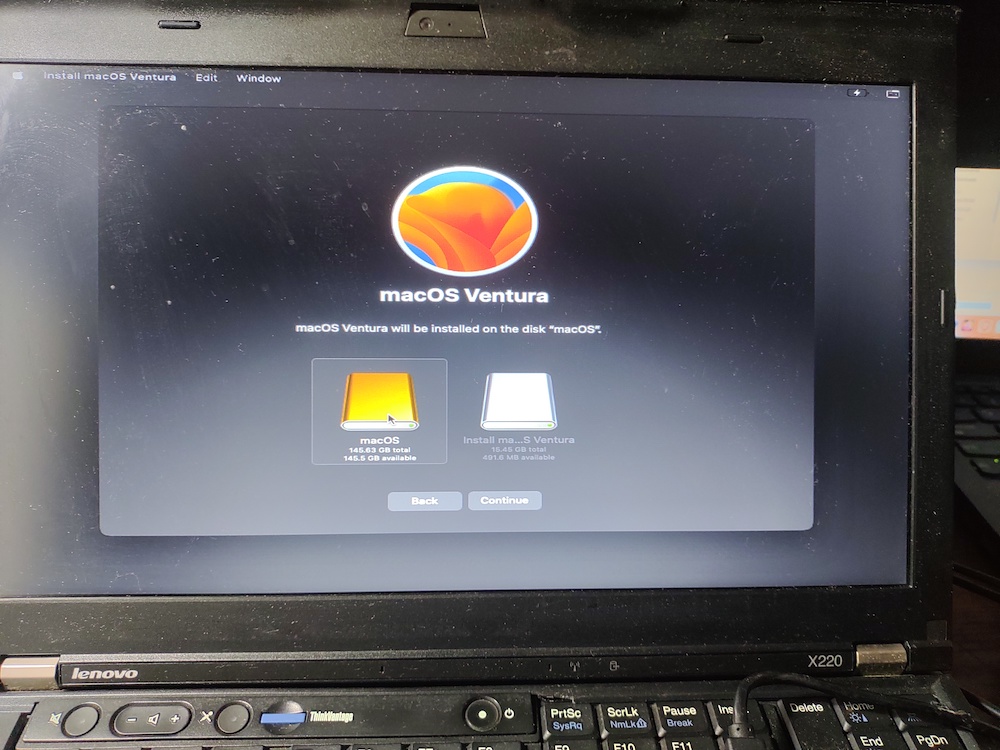 Install macOS Ventura Edit Window
macOS Ventura
macOS Ventura will be installed on the disk “macOS”.
macOS
145.63 GB total
145.5 GB available
Install ma...S Ventura
15.45 GB total
491.6 MB available
Back Continue
lenovo
X220
ThinkVantage
PrtSc
SysRq
ScrLk
NmLk
Pause
Break
Ins
Delete
Home
End
PgDn
F9
F10
F11